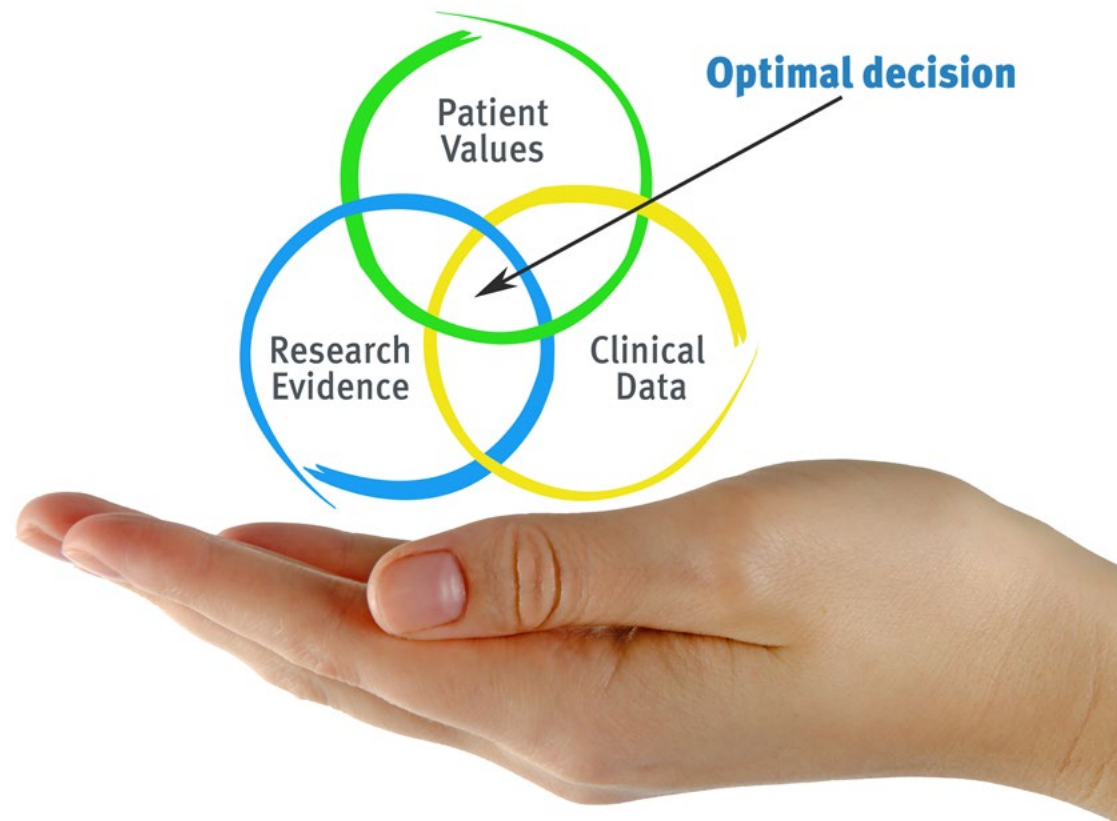 Optimal decision
Patient
Values
Research
Evidence
Clinical
Data